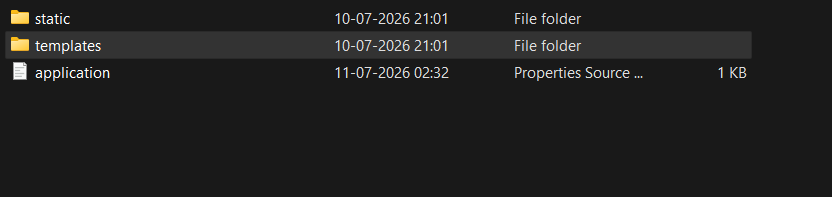 static 10-07-2026 21:01 File folder
templates 10-07-2026 21:01 File folder
application 11-07-2026 02:32 Properties Source ... 1 KB